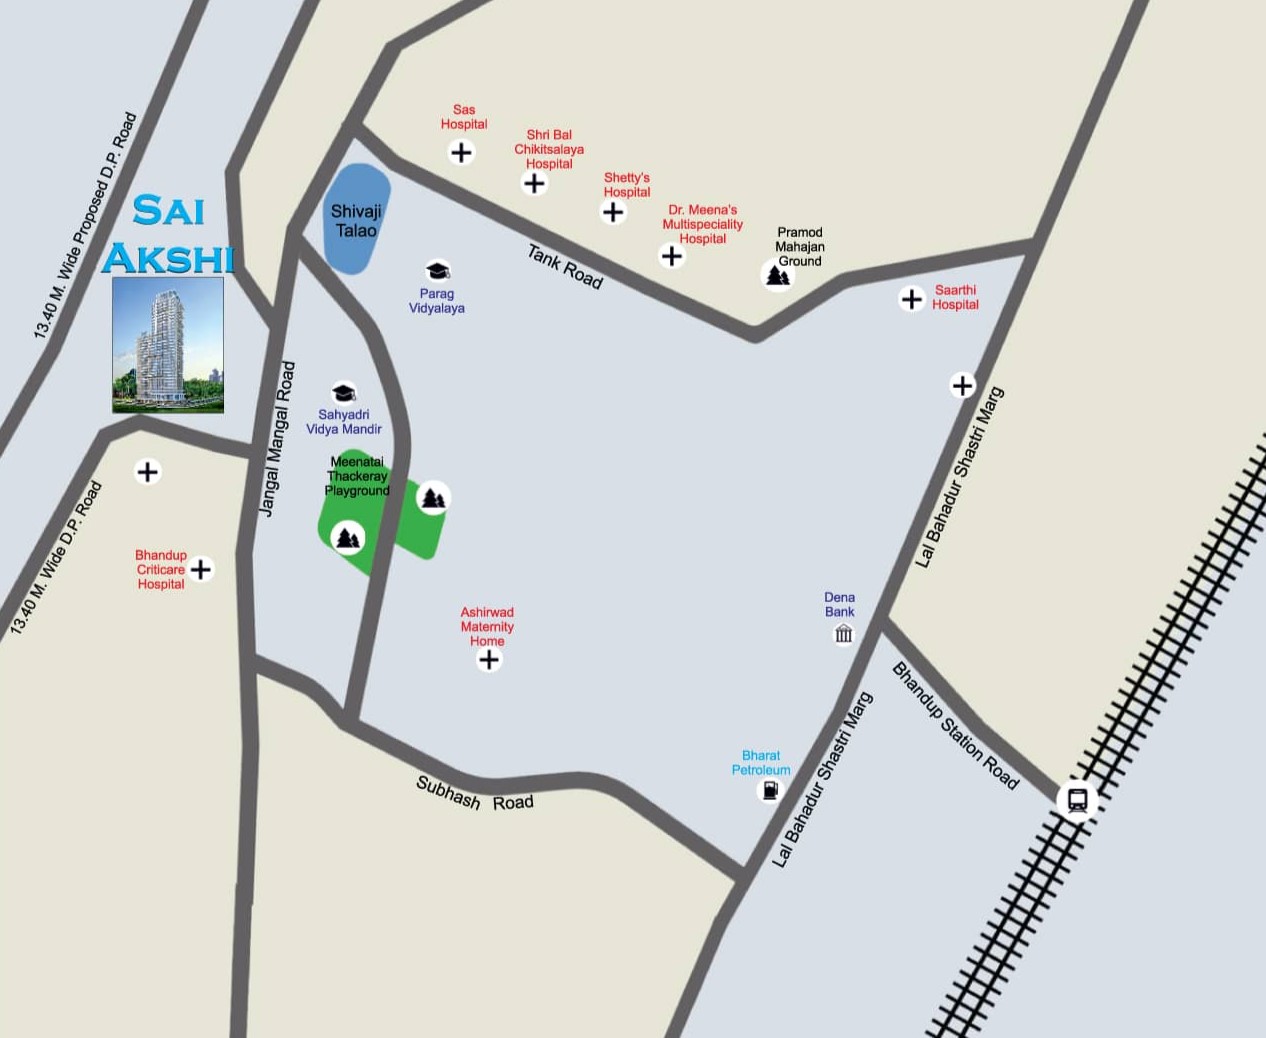 Sas
Hospital
Shri Bal
Chikitsalaya
Hospital
Shetty's
Hospital
Dr. Meena's
Multispeciality
Hospital
Pramod
Mahajan
Ground
13.40 M. Wide Proposed D.P. Road
SAI
AKSHI
Shivaji
Talao
Tank Road
Parag
Vidyalaya
Saarthi
Hospital
Jangal Mangal Road
Sahyadri
Vidya Mandir
Meenatai
Thackeray
Playground
Lal Bahadur Shastri Marg
13.40 M. Wide D.P. Road
Bhandup
Criticare
Hospital
Ashirwad
Maternity
Home
Dena
Bank
Bhandup Station Road
Lal Bahadur Shastri Marg
Bharat
Petroleum
Subhash Road